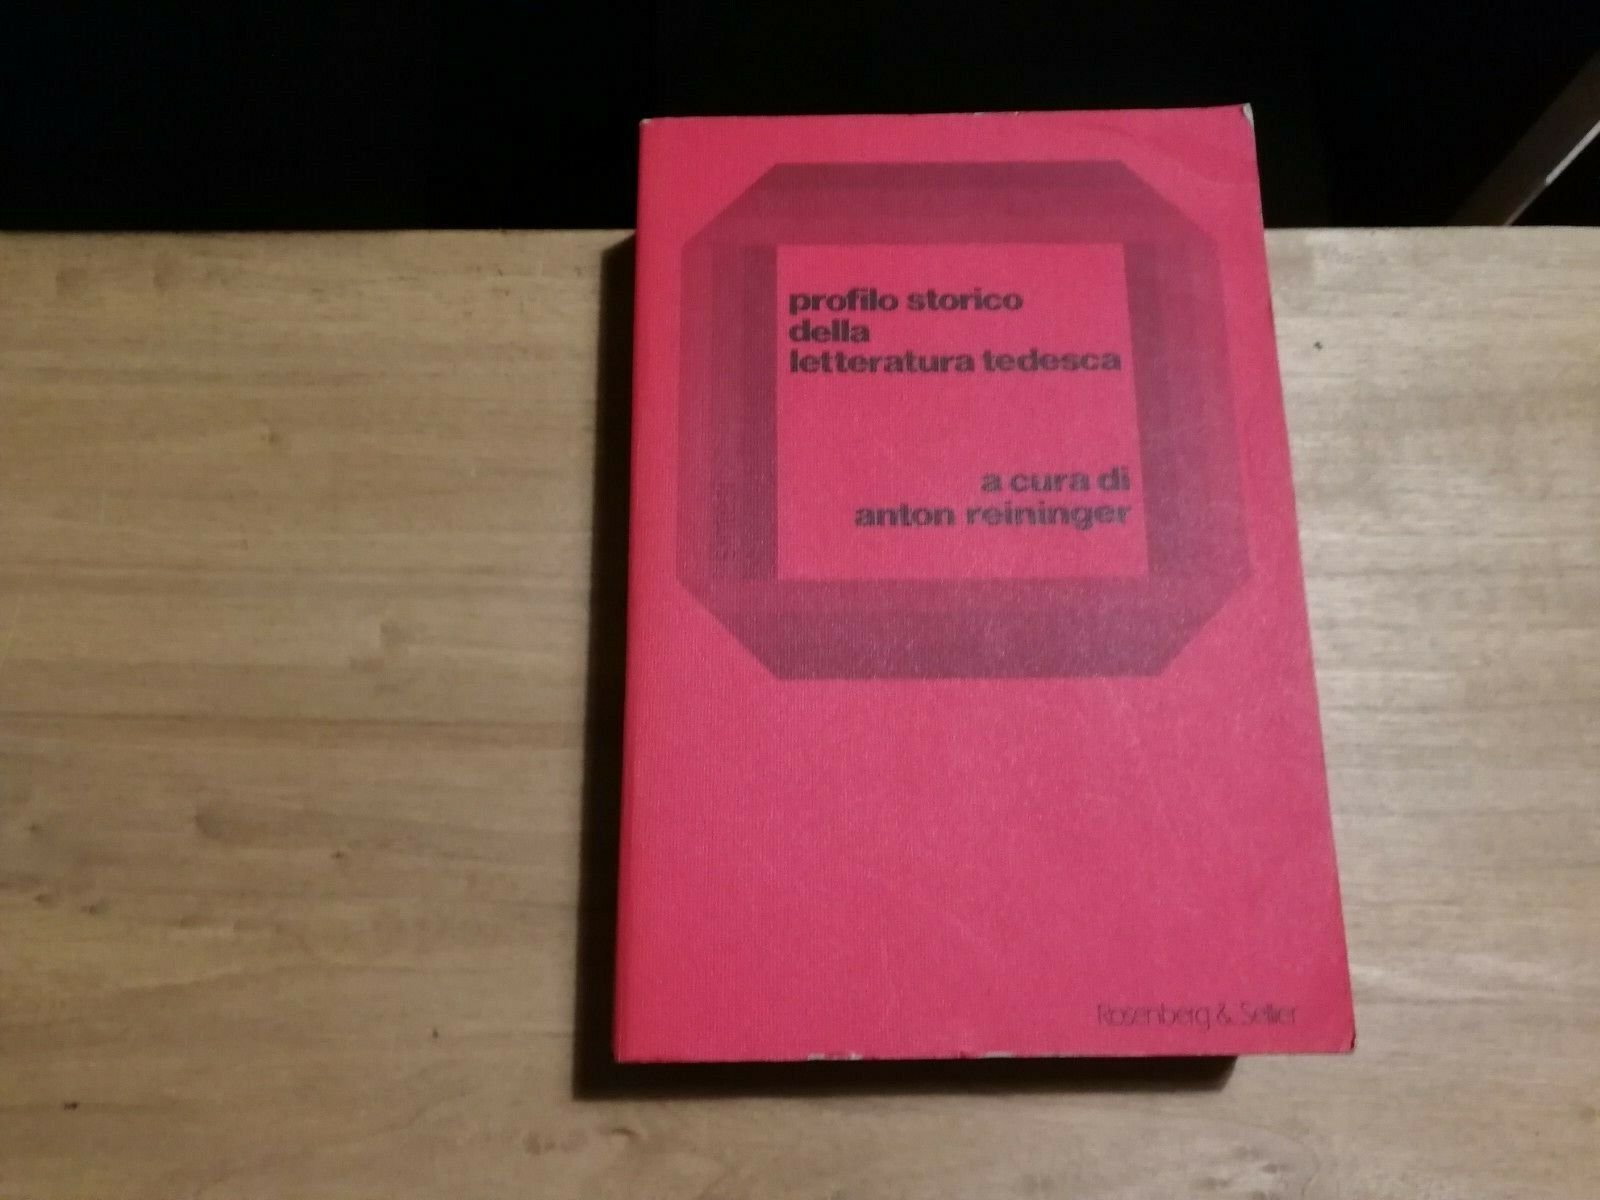 profilo storico
della
letteratura tedesca
a cura di
anton reininger
Rosenberg & Sellier